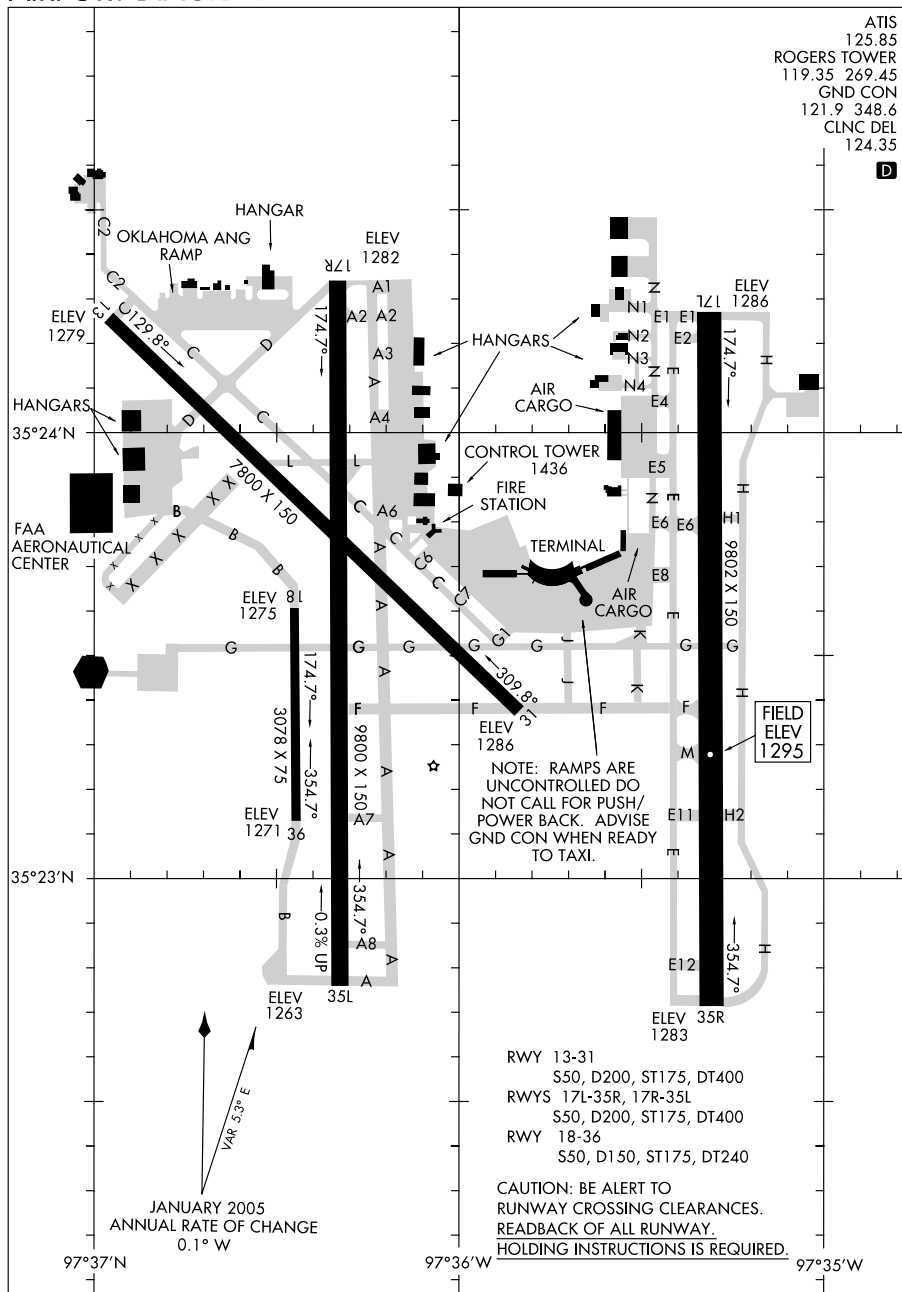 ATIS
125.85
ROGERS TOWER
119.35 269.45
GND CON
121.9 348.6
CLNC DEL
124.35
D
C2
HANGAR
OKLAHOMA ANG
RAMP
C2
C
ELEV
1279
13
129.8°
C
D
D
C
17R
ELEV
1282
174.7°
A1
A2
A2
A3
A
A4
HANGARS
N
N1
N2
N3
N
N4
E1
E1
E2
E
E4
17L
ELEV
1286
174.7°
H
HANGARS
AIR
CARGO
35°24'N
7800 X 150
L
L
CONTROL TOWER
1436
FIRE
STATION
E5
N
E
E6
E6
H
H1
9802 X 150
FAA
AERONAUTICAL
CENTER
X X X X X
x x x x x
B
B
B
C
A6
A
C
C6
C
C7
TERMINAL
AIR
CARGO
E8
ELEV
1275
18
A
G1
E
G
G
G
G
G
G
G
G
J
J
K
K
A
H
174.7°
3078 X 75
354.7°
309.8°
31
ELEV
1286
F
F
F
F
M
FIELD
ELEV
1295
9800 X 150
A
NOTE: RAMPS ARE
UNCONTROLLED DO
NOT CALL FOR PUSH/
POWER BACK. ADVISE
GND CON WHEN READY
TO TAXI.
ELEV
1271
36
A7
E11
H2
A
E
35°23'N
B
0.3% UP
354.7°
A8
A
A
E12
354.7°
H
ELEV
1263
35L
ELEV
1283
35R
VAR 5.3° E
JANUARY 2005
ANNUAL RATE OF CHANGE
0.1° W
RWY 13-31
S50, D200, ST175, DT400
RWYS 17L-35R, 17R-35L
S50, D200, ST175, DT400
RWY 18-36
S50, D150, ST175, DT240
CAUTION: BE ALERT TO
RUNWAY CROSSING CLEARANCES.
READBACK OF ALL RUNWAY.
HOLDING INSTRUCTIONS IS REQUIRED.
97°37'N
97°36'W
97°35'W